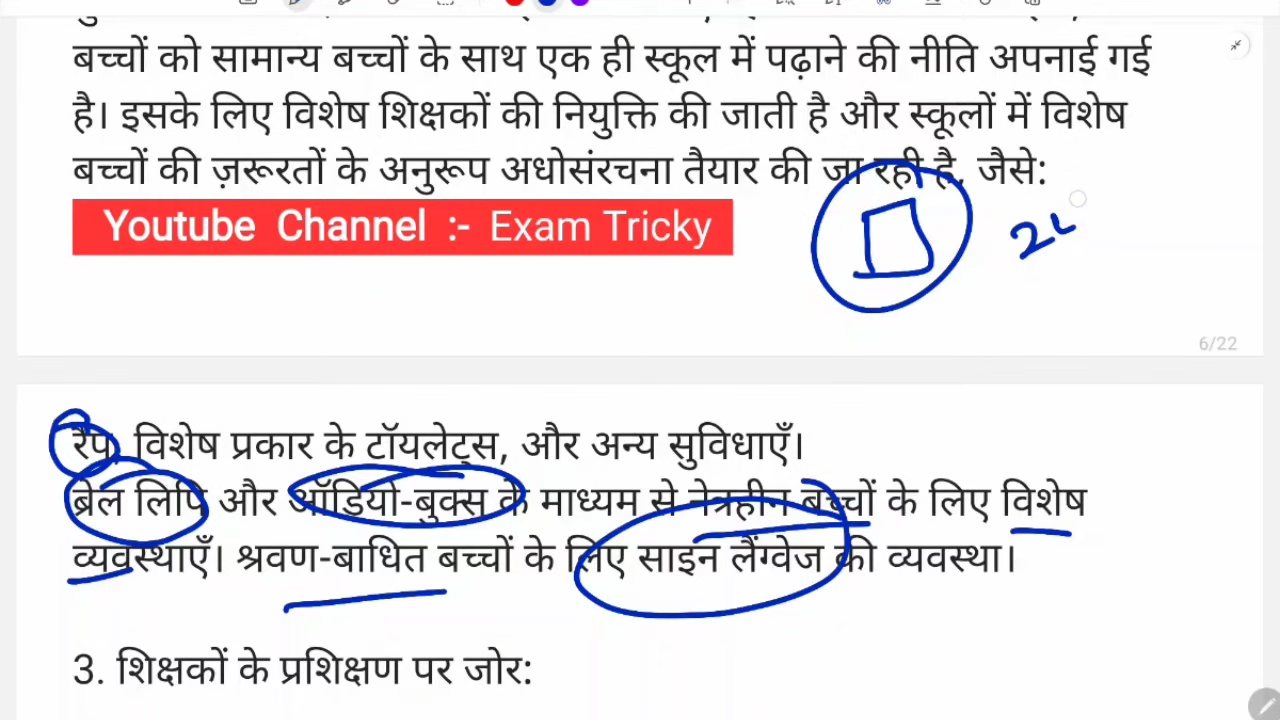 बच्चों को सामान्य बच्चों के साथ एक ही स्कूल में पढ़ाने की नीति अपनाई गई
है। इसके लिए विशेष शिक्षकों की नियुक्ति की जाती है और स्कूलों में विशेष
बच्चों की ज़रूरतों के अनुरूप अधोसंरचना तैयार की जा रही है, जैसे:
Youtube Channel :- Exam Tricky
6/22
रैंप, विशेष प्रकार के टॉयलेट्स, और अन्य सुविधाएँ।
ब्रेल लिपि और ऑडियो-बुक्स के माध्यम से नेत्रहीन बच्चों के लिए विशेष
व्यवस्थाएँ। श्रवण-बाधित बच्चों के लिए साइन लैंग्वेज की व्यवस्था।
3. शिक्षकों के प्रशिक्षण पर जोर: